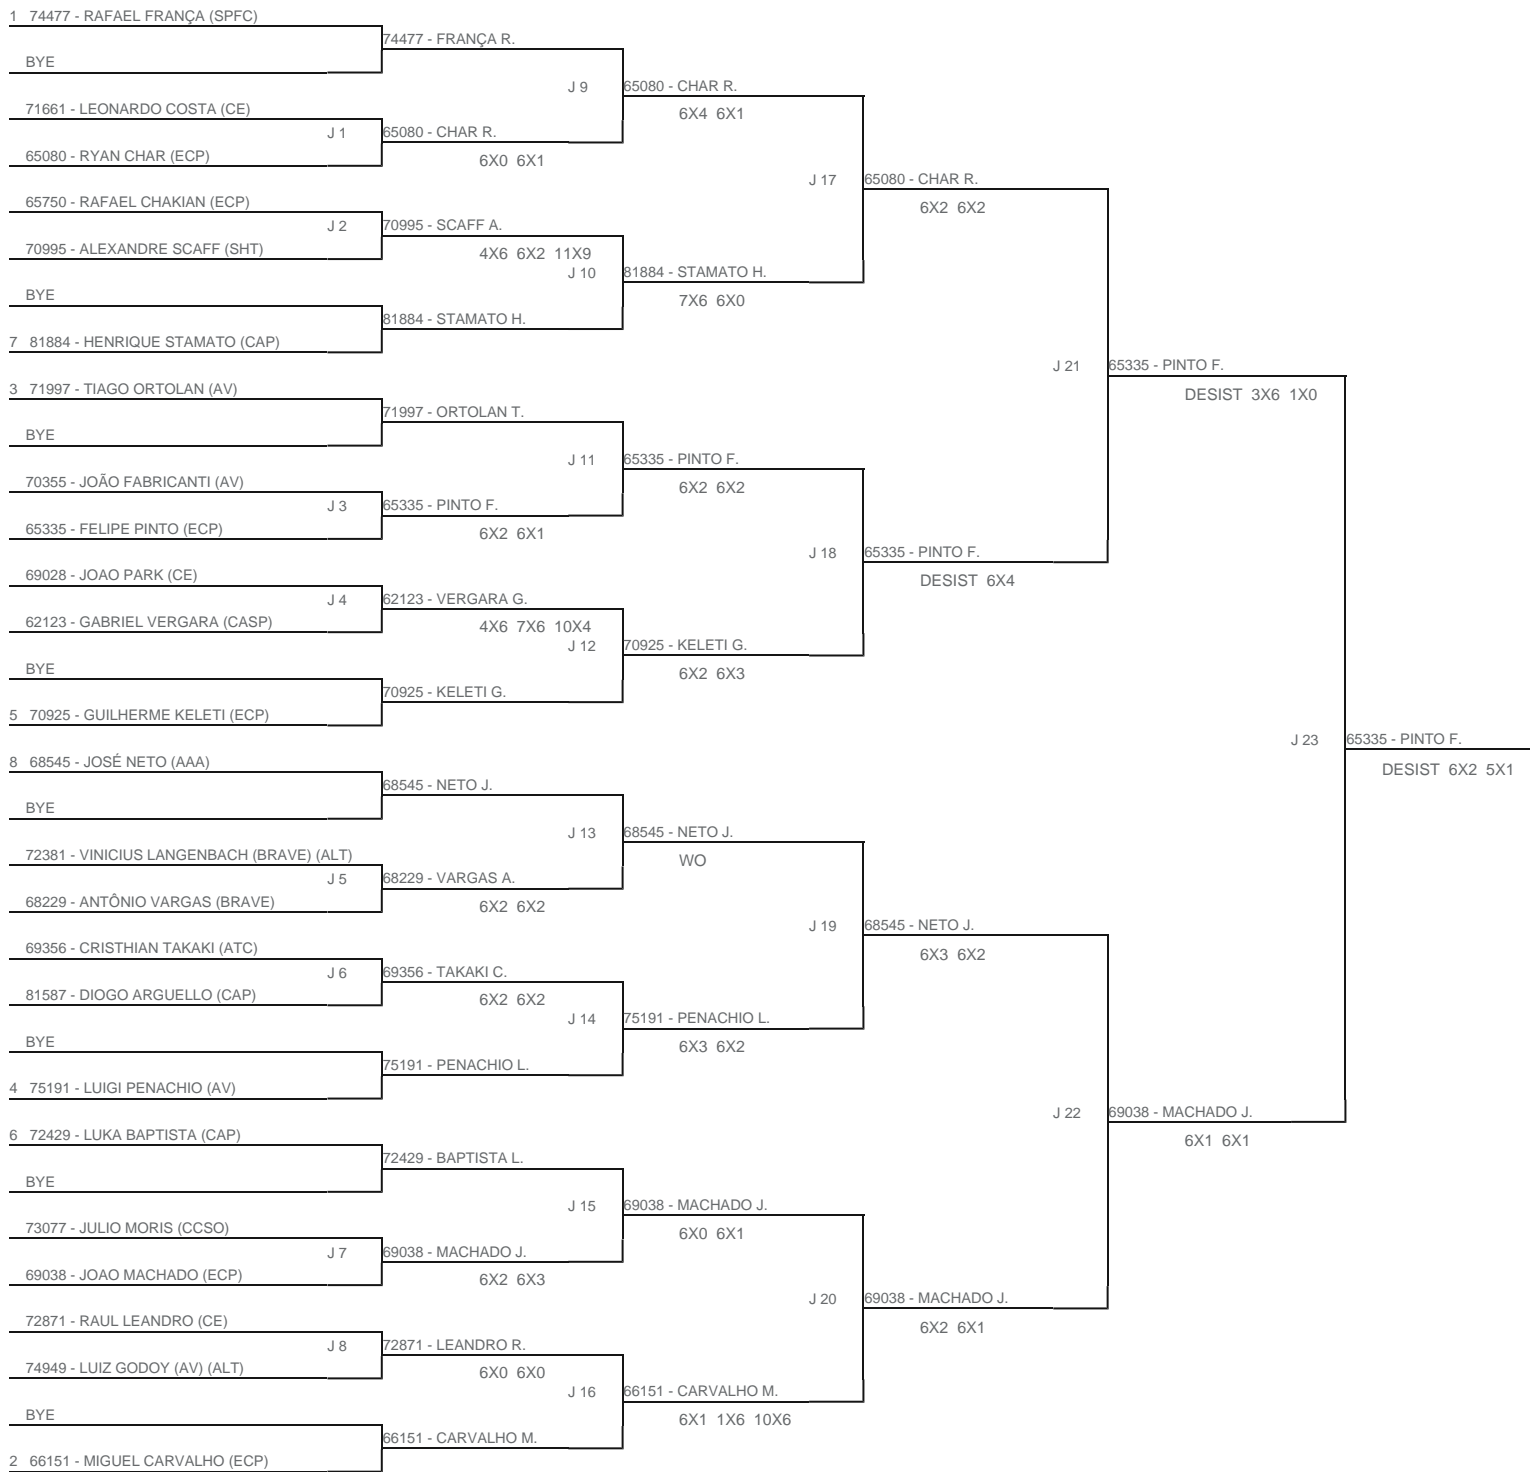 1 74477 - RAFAEL FRANÇA (SPFC)
74477 - FRANÇA R.
BYE
J 9
65080 - CHAR R.
6X4 6X1
71661 - LEONARDO COSTA (CE)
J 1
65080 - CHAR R.
65080 - RYAN CHAR (ECP)
6X0 6X1
J 17
65080 - CHAR R.
6X2 6X2
65750 - RAFAEL CHAKIAN (ECP)
J 2
70995 - SCAFF A.
70995 - ALEXANDRE SCAFF (SHT)
4X6 6X2 11X9
J 10
81884 - STAMATO H.
7X6 6X0
BYE
81884 - STAMATO H.
7 81884 - HENRIQUE STAMATO (CAP)
J 21
65335 - PINTO F.
DESIST 3X6 1X0
3 71997 - TIAGO ORTOLAN (AV)
71997 - ORTOLAN T.
BYE
J 11
65335 - PINTO F.
6X2 6X2
70355 - JOÃO FABRICANTI (AV)
J 3
65335 - PINTO F.
65335 - FELIPE PINTO (ECP)
6X2 6X1
J 18
65335 - PINTO F.
DESIST 6X4
69028 - JOAO PARK (CE)
J 4
62123 - VERGARA G.
62123 - GABRIEL VERGARA (CASP)
4X6 7X6 10X4
J 12
70925 - KELETI G.
6X2 6X3
BYE
70925 - KELETI G.
5 70925 - GUILHERME KELETI (ECP)
J 23
65335 - PINTO F.
DESIST 6X2 5X1
8 68545 - JOSÉ NETO (AAA)
68545 - NETO J.
BYE
J 13
68545 - NETO J.
WO
72381 - VINICIUS LANGENBACH (BRAVE) (ALT)
J 5
68229 - VARGAS A.
68229 - ANTÔNIO VARGAS (BRAVE)
6X2 6X2
J 19
68545 - NETO J.
6X3 6X2
69356 - CRISTHIAN TAKAKI (ATC)
J 6
69356 - TAKAKI C.
81587 - DIOGO ARGUELLO (CAP)
6X2 6X2
J 14
75191 - PENACHIO L.
6X3 6X2
BYE
75191 - PENACHIO L.
4 75191 - LUIGI PENACHIO (AV)
J 22
69038 - MACHADO J.
6X1 6X1
6 72429 - LUKA BAPTISTA (CAP)
72429 - BAPTISTA L.
BYE
J 15
69038 - MACHADO J.
6X0 6X1
73077 - JULIO MORIS (CCSO)
J 7
69038 - MACHADO J.
69038 - JOAO MACHADO (ECP)
6X2 6X3
J 20
69038 - MACHADO J.
6X2 6X1
72871 - RAUL LEANDRO (CE)
J 8
72871 - LEANDRO R.
74949 - LUIZ GODOY (AV) (ALT)
6X0 6X0
J 16
66151 - CARVALHO M.
6X1 1X6 10X6
BYE
66151 - CARVALHO M.
2 66151 - MIGUEL CARVALHO (ECP)